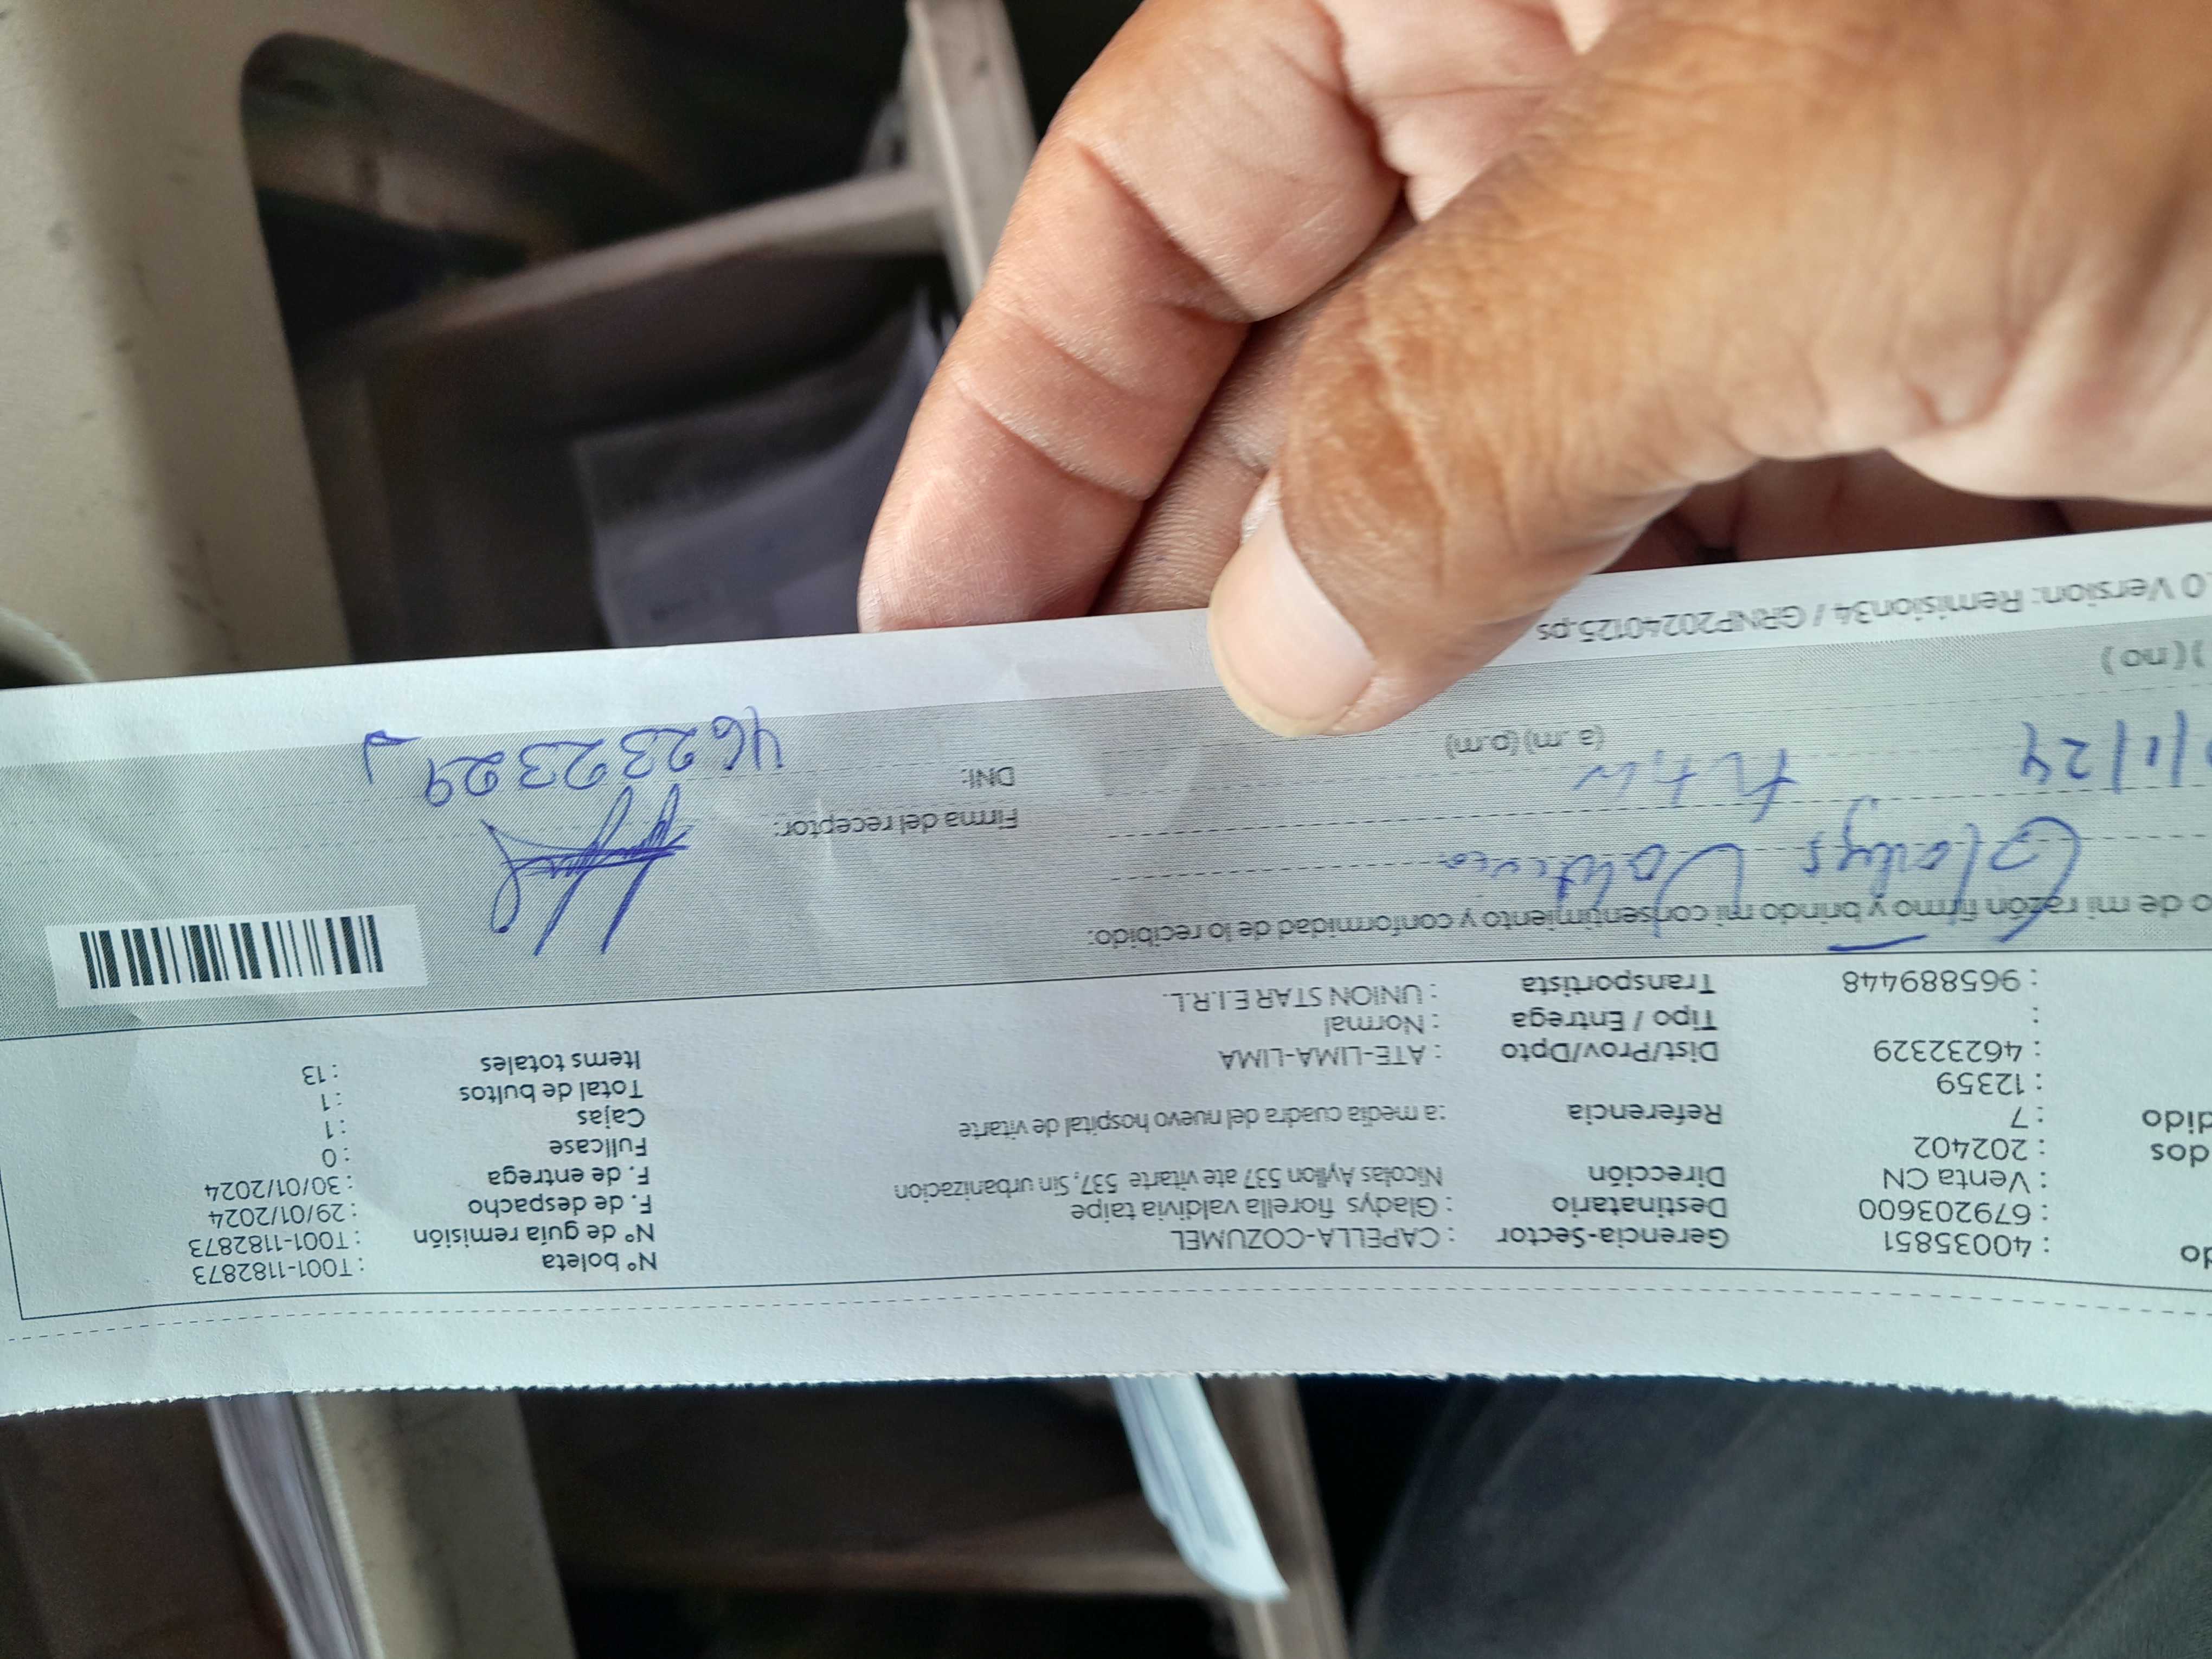 do : 40035851 Gerencia-Sector : CAPELLA-COZUMEL N° boleta : T001-1182873
: 679203600 Destinatario : Gladys fiorella valdivia taipe N° de guía remisión : T001-1182873
: Venta CN Dirección Nicolas Ayllon 537 ate vitarte 537, Sin urbanizacion F. de despacho : 29/01/2024
dos : 202402 F. de entrega : 30/01/2024
dido : 7 Referencia :a media cuadra del nuevo hospital de vitarte Fullcase : 0
: 12359 Cajas : 1
: 46232329 Dist/Prov/Dpto : ATE-LIMA-LIMA Total de bultos : 1
: Tipo / Entrega : Normal Items totales : 13
: 965889448 Transportista : UNION STAR E.I.R.L.
o de mi razón firmo y brindo mi consentimiento y conformidad de lo recibido:
Gladys Valdivia Firma del receptor:
/1/24 (a .m) (p.m) DNI: 46232329
) ( no )
.0 Version: Remision34 / GRNP20240125.ps